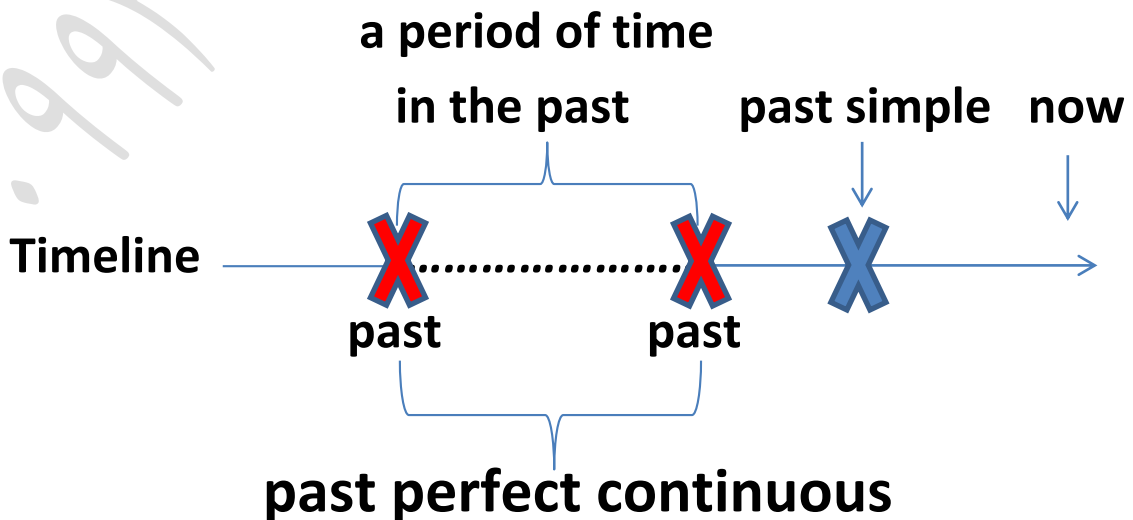 a period of time
in the past
past simple
now
Timeline
past
past
past perfect continuous